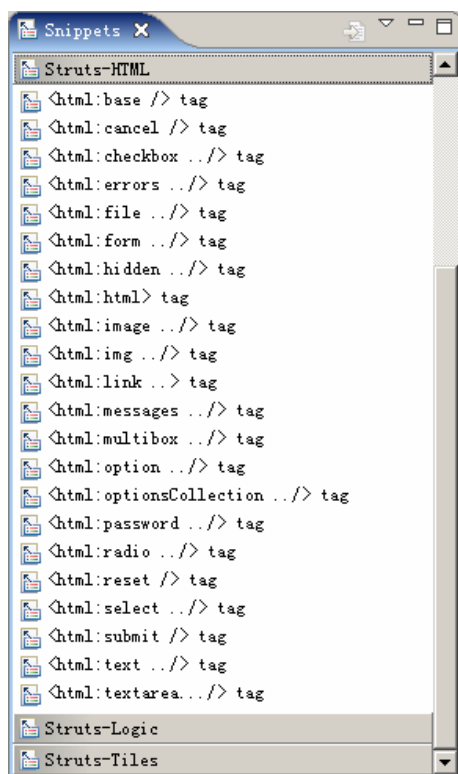 Snippets
Struts-HTML
<html:base /> tag
<html:cancel /> tag
<html:checkbox ../> tag
<html:errors ../> tag
<html:file ../> tag
<html:form ../> tag
<html:hidden ../> tag
<html:html> tag
<html:image ../> tag
<html:img ../> tag
<html:link ..> tag
<html:messages ../> tag
<html:multibox ../> tag
<html:option ../> tag
<html:optionsCollection ../> tag
<html:password ../> tag
<html:radio ../> tag
<html:reset /> tag
<html:select ../> tag
<html:submit /> tag
<html:text ../> tag
<html:textarea.../> tag
Struts-Logic
Struts-Tiles